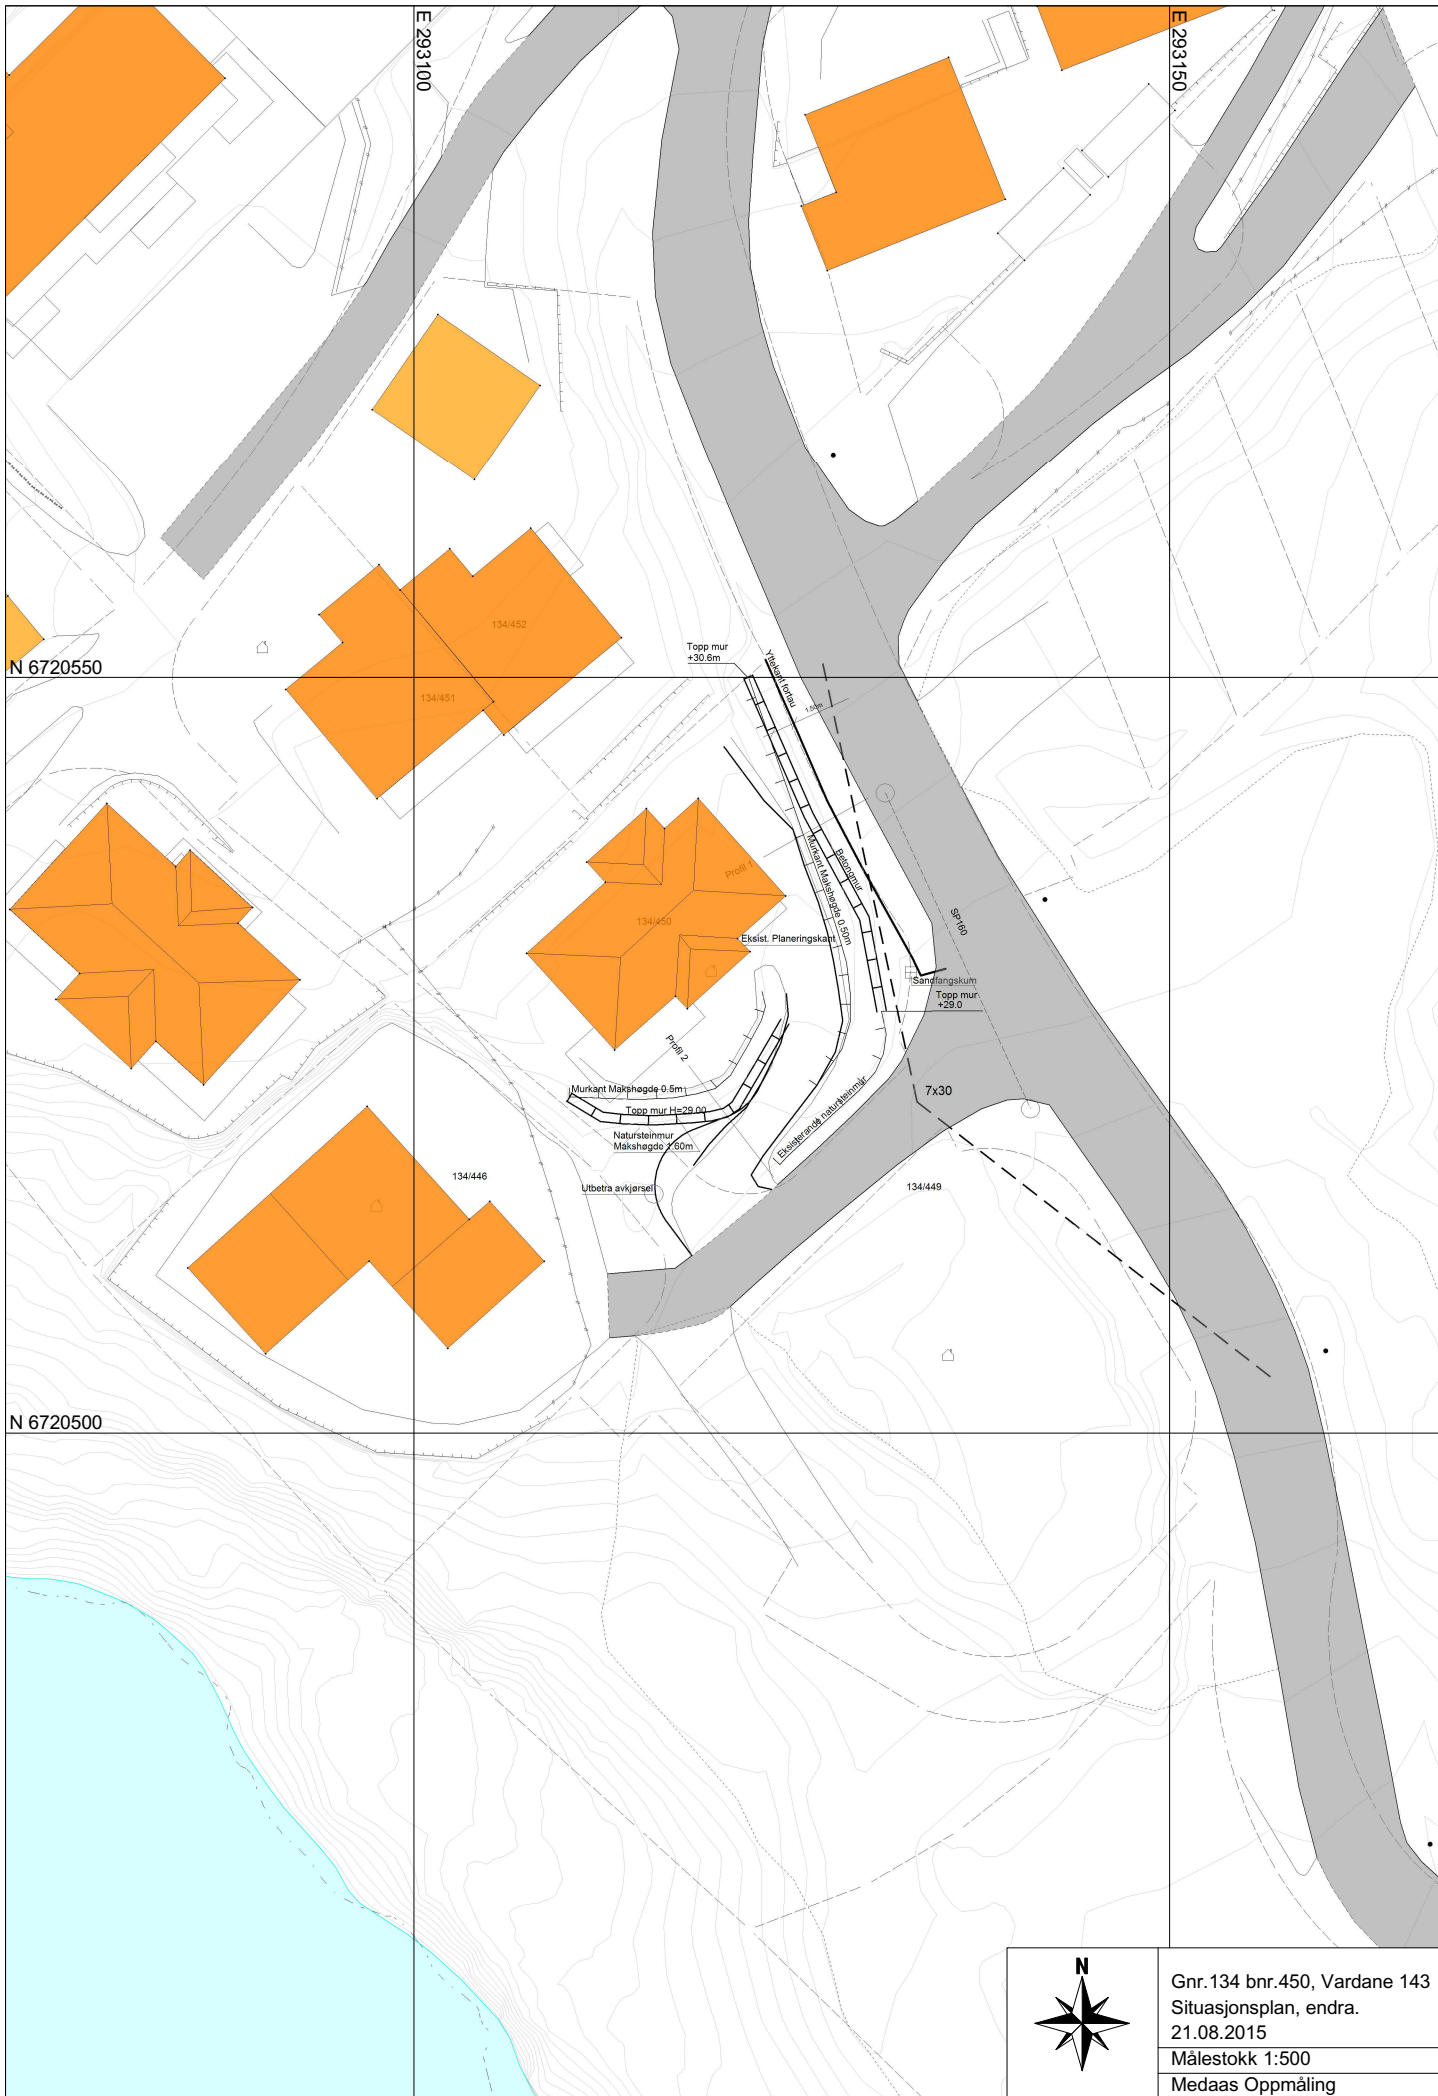 E 293100
E 293150
134/452
N 6720550
134/451
Topp mur
+30.6m
Yttekant fortau
1.50m
Profil 1
Betongmur
Murkant Makshøgde 0.50m
134/450
Eksist. Planeringskant
SP160
Sandfangskum
Topp mur
+29.0
Profil 2
7x30
Murkant Makshøgde 0.5m
Topp mur H=29.00
Natursteinmur
Makshøgde 1.60m
Eksisterande natursteinmur
134/446
Utbetra avkjørsel
134/449
N 6720500
N
Gnr.134 bnr.450, Vardane 143
Situasjonsplan, endra.
21.08.2015
Målestokk 1:500
Medaas Oppmåling